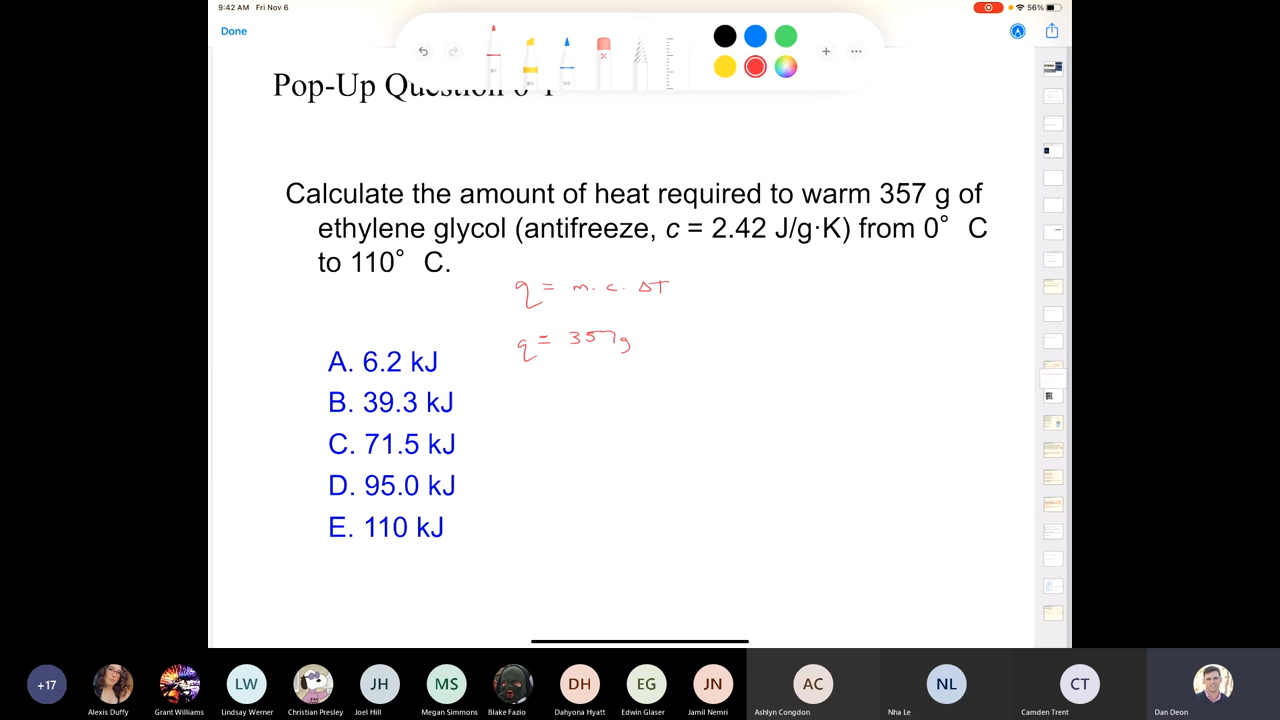 9:42 AM Fri Nov 6
56%
Done
Pop-Up Question 6-1
Calculate the amount of heat required to warm 357 g of
ethylene glycol (antifreeze, c = 2.42 J/g·K) from 0° C
to 110° C.
q = m. c. ΔT
q = 357g
A. 6.2 kJ
B. 39.3 kJ
C. 71.5 kJ
D. 95.0 kJ
E. 110 kJ
+17
LW
JH
MS
DH
EG
JN
AC
NL
CT
Alexis Duffy
Grant Williams
Lindsay Werner
Christian Presley
Joel Hill
Megan Simmons
Blake Fazio
Dahyona Hyatt
Edwin Glaser
Jamil Nemri
Ashlyn Congdon
Nha Le
Camden Trent
Dan Deon